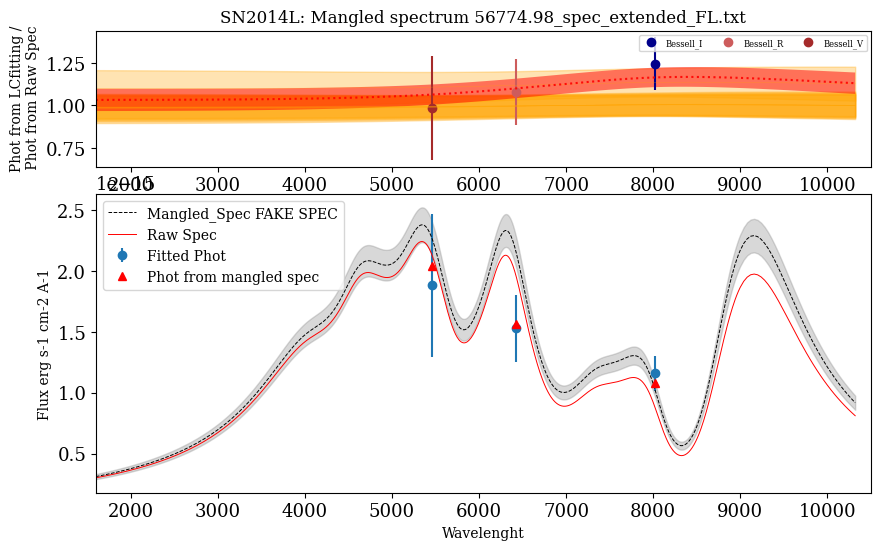 SN2014L: Mangled spectrum 56774.98_spec_extended_FL.txt
Phot from LCfitting /
Phot from Raw Spec
Bessell_I Bessell_R Bessell_V
1.25
1.00
0.75
2000 3000 4000 5000 6000 7000 8000 9000 10000
1e−15
Mangled_Spec FAKE SPEC
Raw Spec
Fitted Phot
Phot from mangled spec
Flux erg s-1 cm-2 A-1
2.5
2.0
1.5
1.0
0.5
2000 3000 4000 5000 6000 7000 8000 9000 10000
Wavelenght